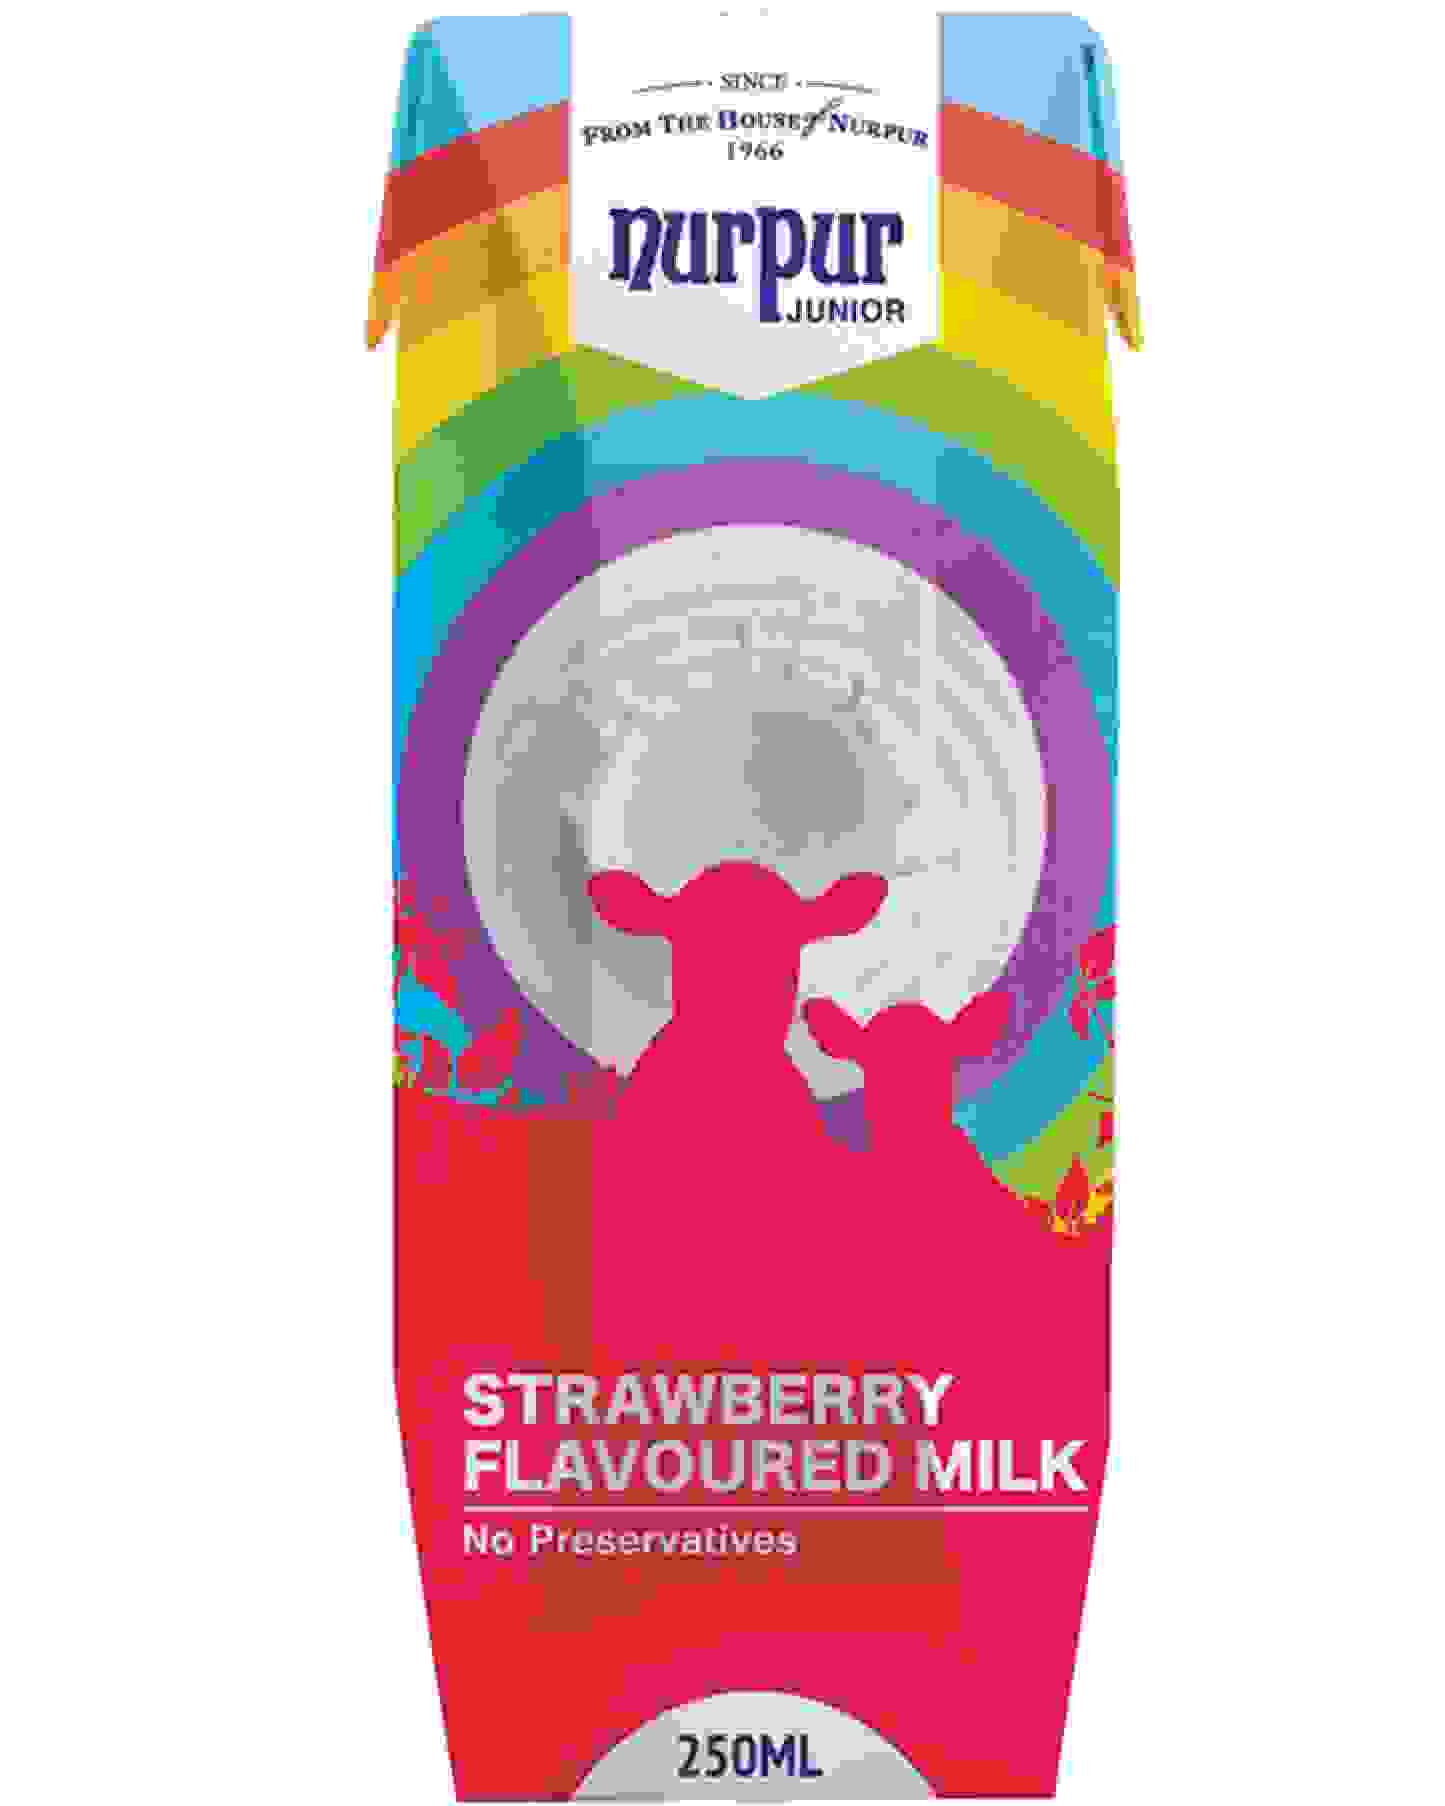 SINCE
FROM THE HOUSE of NURPUR
1966
nurpur
JUNIOR
STRAWBERRY
FLAVOURED MILK
No Preservatives
250ML